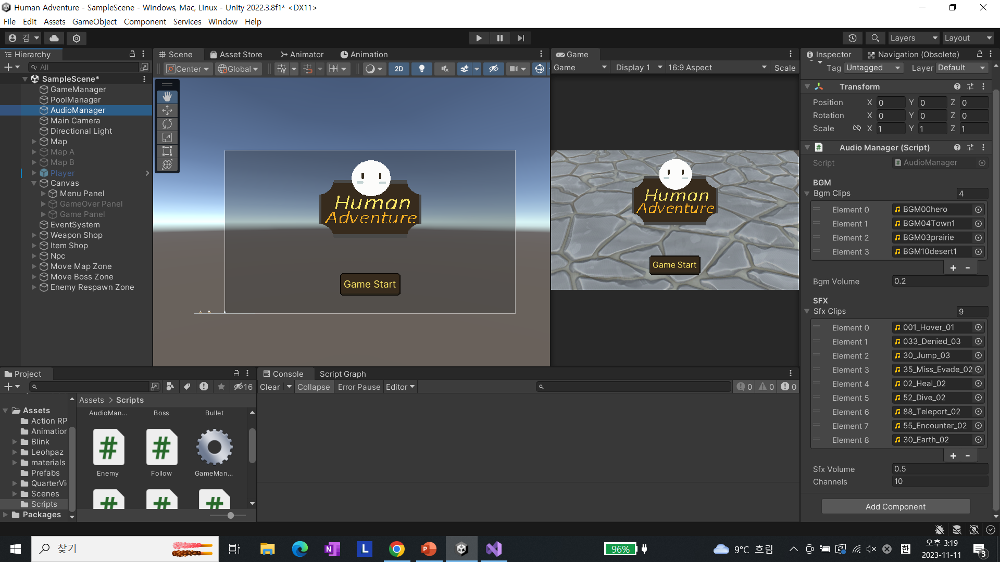 Human Adventure - SampleScene - Windows, Mac, Linux - Unity 2022.3.8f1* <DX11>
File Edit Assets GameObject Component Services Window Help
김 Layers Layout
Hierarchy
All
SampleScene*
GameManager
PoolManager
AudioManager
Main Camera
Directional Light
Map
Map A
Map B
Player
Canvas
Menu Panel
GameOver Panel
Game Panel
EventSystem
Weapon Shop
Item Shop
Npc
Move Map Zone
Move Boss Zone
Enemy Respawn Zone
Scene Asset Store Animator Animation
Center Global 2D
Human
Adventure
Game Start
Game
Game Display 1 16:9 Aspect Scale
Human
Adventure
Game Start
Inspector Navigation (Obsolete)
Tag Untagged Layer Default
Transform
Position X 0 Y 0 Z 0
Rotation X 0 Y 0 Z 0
Scale X 1 Y 1 Z 1
# Audio Manager (Script)
Script AudioManager
BGM
Bgm Clips 4
Element 0 BGM00hero
Element 1 BGM04Town1
Element 2 BGM03prairie
Element 3 BGM10desert1
+ -
Bgm Volume 0.2
SFX
Sfx Clips 9
Element 0 001_Hover_01
Element 1 033_Denied_03
Element 2 30_Jump_03
Element 3 35_Miss_Evade_02
Element 4 02_Heal_02
Element 5 52_Dive_02
Element 6 88_Teleport_02
Element 7 55_Encounter_02
Element 8 30_Earth_02
+ -
Sfx Volume 0.5
Channels 10
Add Component
Project
16
Assets
Action RP
Animation
Blink
Leohpaz
materials
Prefabs
QuarterVi
Scenes
Scripts
Packages
Assets > Scripts
AudioMan... Boss Bullet
# #
Enemy Follow GameMan...
# # #
Console Script Graph
Clear Collapse Error Pause Editor 0 0 0
찾기
L P
96%
9°C 흐림
한
오후 3:19
2023-11-11
3